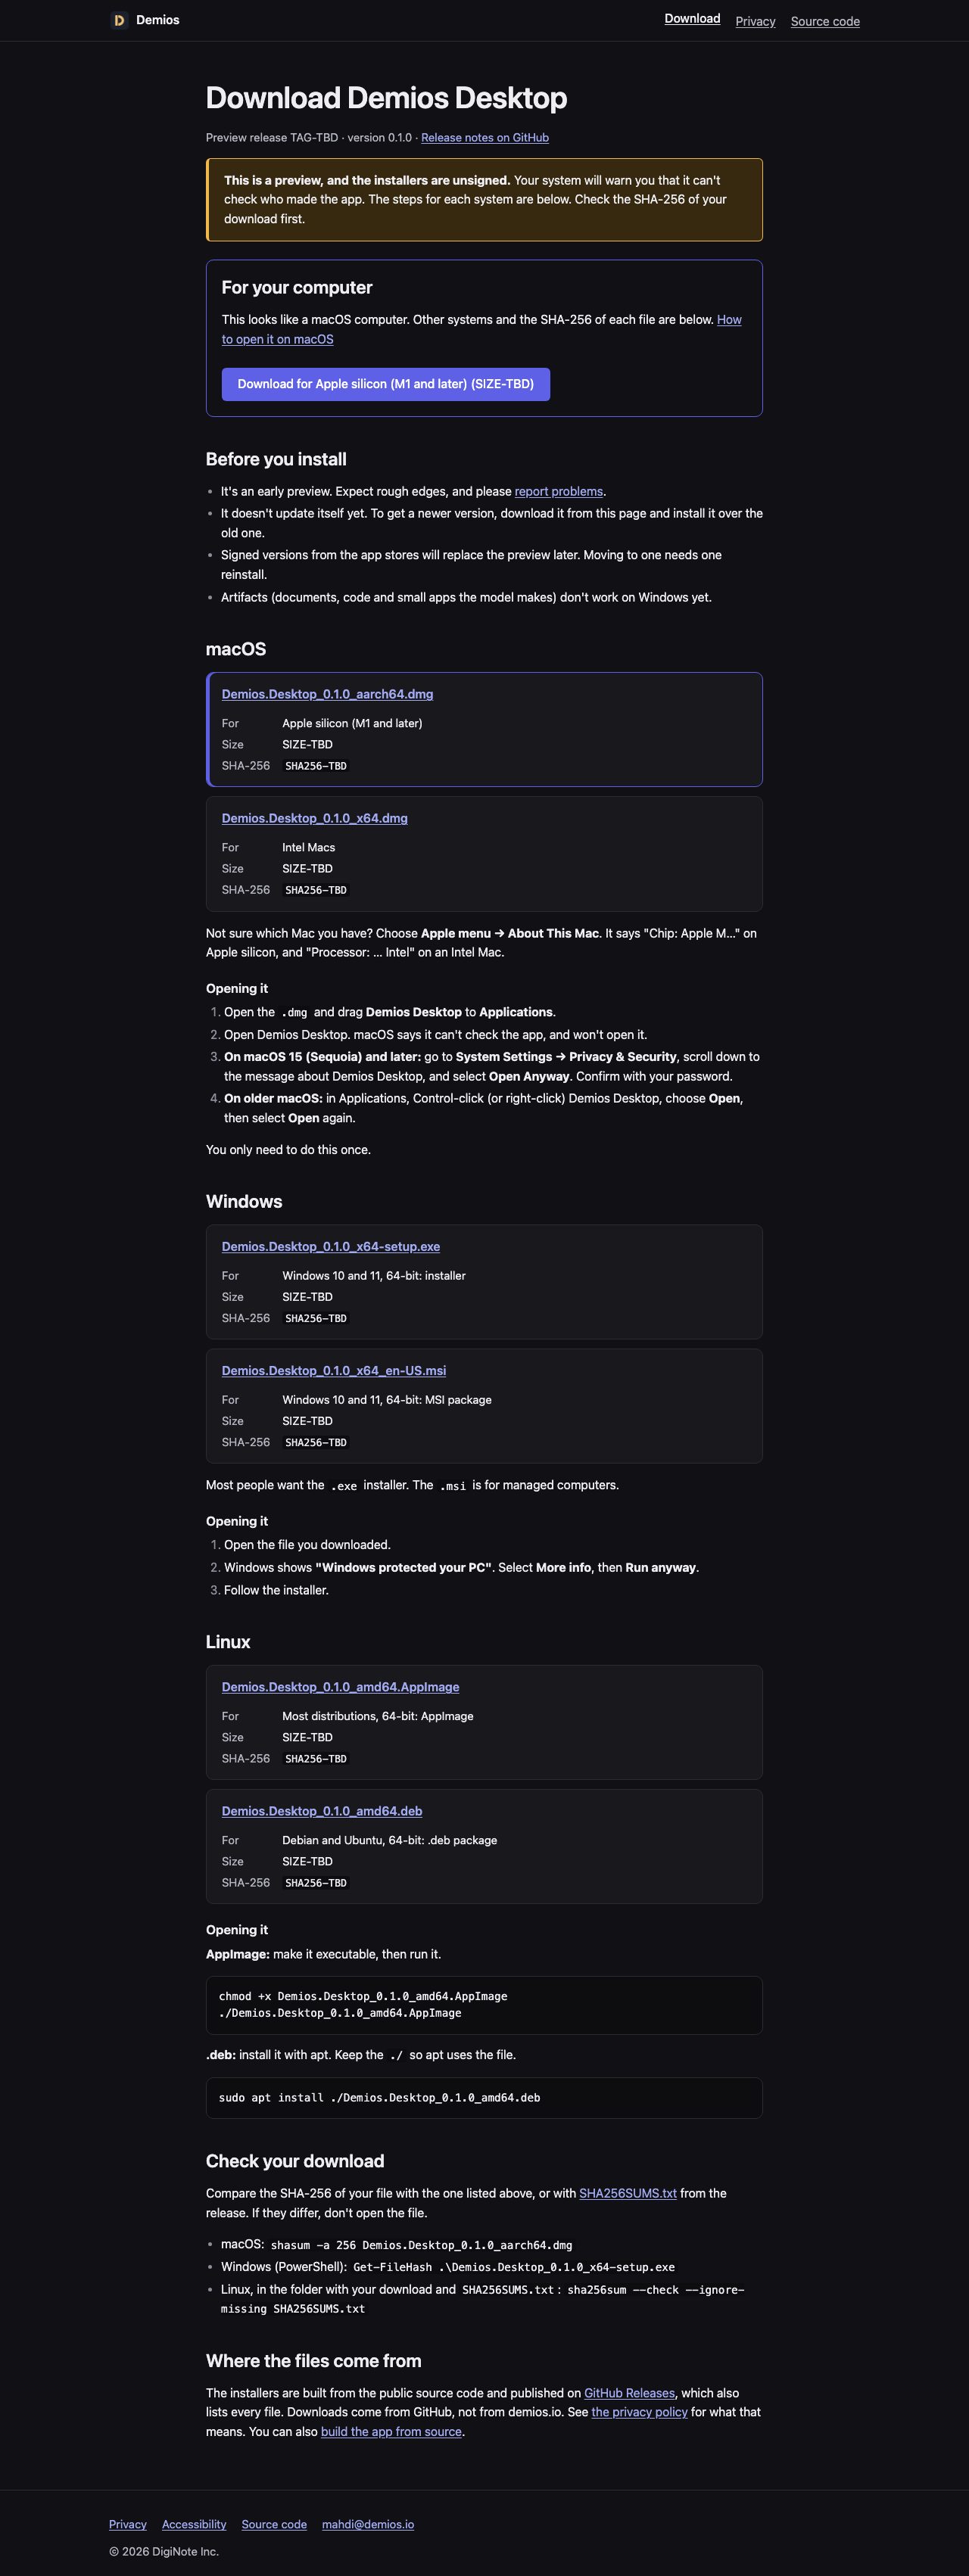 Demios
Download Privacy Source code
Download Demios Desktop
Preview release TAG-TBD · version 0.1.0 · Release notes on GitHub
This is a preview, and the installers are unsigned. Your system will warn you that it can't
check who made the app. The steps for each system are below. Check the SHA-256 of your
download first.
For your computer
This looks like a macOS computer. Other systems and the SHA-256 of each file are below. How
to open it on macOS
Download for Apple silicon (M1 and later) (SIZE-TBD)
Before you install
• It's an early preview. Expect rough edges, and please report problems.
• It doesn't update itself yet. To get a newer version, download it from this page and install it over the
old one.
• Signed versions from the app stores will replace the preview later. Moving to one needs one
reinstall.
• Artifacts (documents, code and small apps the model makes) don't work on Windows yet.
macOS
Demios.Desktop_0.1.0_aarch64.dmg
For Apple silicon (M1 and later)
Size SIZE-TBD
SHA-256 SHA256-TBD
Demios.Desktop_0.1.0_x64.dmg
For Intel Macs
Size SIZE-TBD
SHA-256 SHA256-TBD
Not sure which Mac you have? Choose Apple menu → About This Mac. It says "Chip: Apple M…" on
Apple silicon, and "Processor: … Intel" on an Intel Mac.
Opening it
1. Open the .dmg and drag Demios Desktop to Applications.
2. Open Demios Desktop. macOS says it can't check the app, and won't open it.
3. On macOS 15 (Sequoia) and later: go to System Settings → Privacy & Security, scroll down to
the message about Demios Desktop, and select Open Anyway. Confirm with your password.
4. On older macOS: in Applications, Control-click (or right-click) Demios Desktop, choose Open,
then select Open again.
You only need to do this once.
Windows
Demios.Desktop_0.1.0_x64-setup.exe
For Windows 10 and 11, 64-bit: installer
Size SIZE-TBD
SHA-256 SHA256-TBD
Demios.Desktop_0.1.0_x64_en-US.msi
For Windows 10 and 11, 64-bit: MSI package
Size SIZE-TBD
SHA-256 SHA256-TBD
Most people want the .exe installer. The .msi is for managed computers.
Opening it
1. Open the file you downloaded.
2. Windows shows "Windows protected your PC". Select More info, then Run anyway.
3. Follow the installer.
Linux
Demios.Desktop_0.1.0_amd64.AppImage
For Most distributions, 64-bit: AppImage
Size SIZE-TBD
SHA-256 SHA256-TBD
Demios.Desktop_0.1.0_amd64.deb
For Debian and Ubuntu, 64-bit: .deb package
Size SIZE-TBD
SHA-256 SHA256-TBD
Opening it
AppImage: make it executable, then run it.
chmod +x Demios.Desktop_0.1.0_amd64.AppImage
./Demios.Desktop_0.1.0_amd64.AppImage
.deb: install it with apt. Keep the ./ so apt uses the file.
sudo apt install ./Demios.Desktop_0.1.0_amd64.deb
Check your download
Compare the SHA-256 of your file with the one listed above, or with SHA256SUMS.txt from the
release. If they differ, don't open the file.
• macOS: shasum -a 256 Demios.Desktop_0.1.0_aarch64.dmg
• Windows (PowerShell): Get-FileHash .\Demios.Desktop_0.1.0_x64-setup.exe
• Linux, in the folder with your download and SHA256SUMS.txt: sha256sum --check --ignore-
missing SHA256SUMS.txt
Where the files come from
The installers are built from the public source code and published on GitHub Releases, which also
lists every file. Downloads come from GitHub, not from demios.io. See the privacy policy for what that
means. You can also build the app from source.
Privacy Accessibility Source code mahdi@demios.io
© 2026 DigiNote Inc.